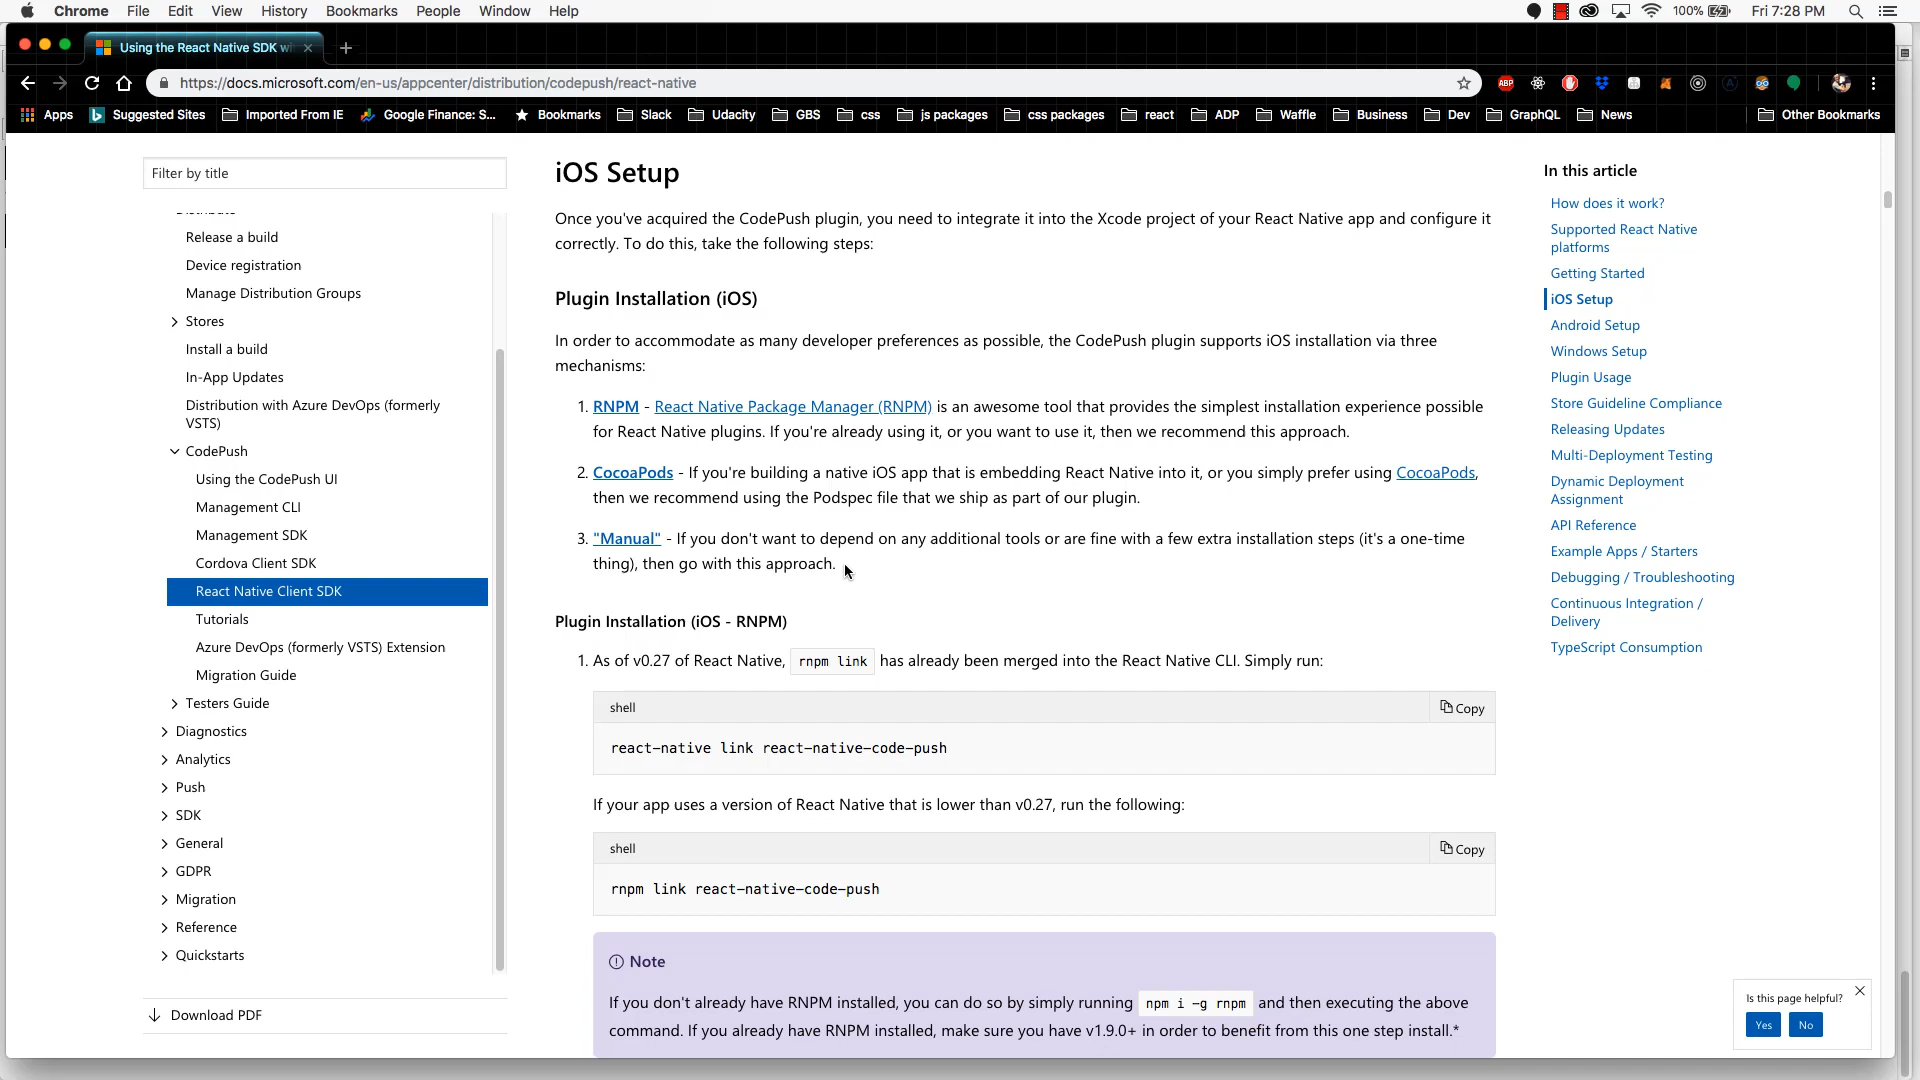 Chrome File Edit View History Bookmarks People Window Help 100% Fri 7:28 PM
Using the React Native SDK wi
https://docs.microsoft.com/en-us/appcenter/distribution/codepush/react-native
ABP
Apps Suggested Sites Imported From IE Google Finance: S... Bookmarks Slack Udacity GBS css js packages css packages react ADP Waffle Business Dev GraphQL News Other Bookmarks
Filter by title
Distribute
Release a build
Device registration
Manage Distribution Groups
Stores
Install a build
In-App Updates
Distribution with Azure DevOps (formerly
VSTS)
CodePush
Using the CodePush UI
Management CLI
Management SDK
Cordova Client SDK
React Native Client SDK
Tutorials
Azure DevOps (formerly VSTS) Extension
Migration Guide
Testers Guide
Diagnostics
Analytics
Push
SDK
General
GDPR
Migration
Reference
Quickstarts
Download PDF
iOS Setup
Once you've acquired the CodePush plugin, you need to integrate it into the Xcode project of your React Native app and configure it
correctly. To do this, take the following steps:
Plugin Installation (iOS)
In order to accommodate as many developer preferences as possible, the CodePush plugin supports iOS installation via three
mechanisms:
1. RNPM - React Native Package Manager (RNPM) is an awesome tool that provides the simplest installation experience possible
for React Native plugins. If you're already using it, or you want to use it, then we recommend this approach.
2. CocoaPods - If you're building a native iOS app that is embedding React Native into it, or you simply prefer using CocoaPods,
then we recommend using the Podspec file that we ship as part of our plugin.
3. "Manual" - If you don't want to depend on any additional tools or are fine with a few extra installation steps (it's a one-time
thing), then go with this approach.
Plugin Installation (iOS - RNPM)
1. As of v0.27 of React Native, rnpm link has already been merged into the React Native CLI. Simply run:
shell Copy
react-native link react-native-code-push
If your app uses a version of React Native that is lower than v0.27, run the following:
shell Copy
rnpm link react-native-code-push
Note
If you don't already have RNPM installed, you can do so by simply running npm i -g rnpm and then executing the above
command. If you already have RNPM installed, make sure you have v1.9.0+ in order to benefit from this one step install.*
In this article
How does it work?
Supported React Native
platforms
Getting Started
iOS Setup
Android Setup
Windows Setup
Plugin Usage
Store Guideline Compliance
Releasing Updates
Multi-Deployment Testing
Dynamic Deployment
Assignment
API Reference
Example Apps / Starters
Debugging / Troubleshooting
Continuous Integration /
Delivery
TypeScript Consumption
Is this page helpful?
Yes No